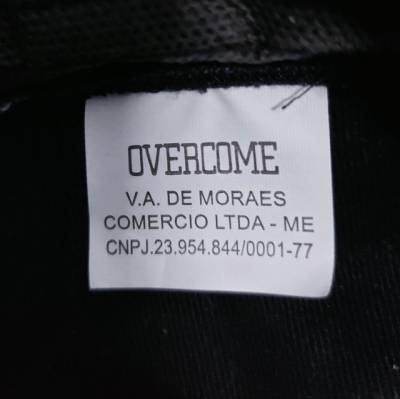 OVERCOME
V.A. DE MORAES
COMERCIO LTDA - ME
CNPJ.23.954.844/0001-77